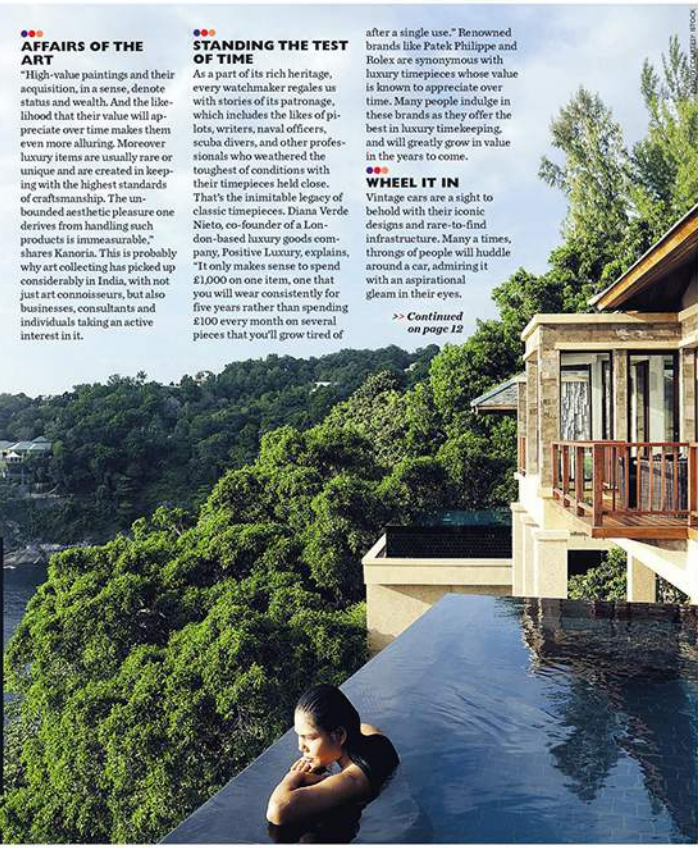 AFFAIRS OF THE
ART
"High-value paintings and their
acquisition, in a sense, denote
status and wealth. And the like-
lihood that their value will ap-
preciate over time makes them
even more alluring. Moreover
luxury items are usually rare or
unique and are created in keep-
ing with the highest standards
of craftsmanship. The un-
bounded aesthetic pleasure one
derives from handling such
products is immeasurable,"
shares Kanoria. This is probably
why art collecting has picked up
considerably in India, with not
just art connoisseurs, but also
businesses, consultants and
individuals taking an active
interest in it.
STANDING THE TEST
OF TIME
As a part of its rich heritage,
every watchmaker regales us
with stories of its patronage,
which includes the likes of pi-
lots, writers, naval officers,
scuba divers, and other profes-
sionals who weathered the
toughest of conditions with
their timepieces held close.
That's the inimitable legacy of
classic timepieces. Diana Verde
Nieto, co-founder of a Lon-
don-based luxury goods com-
pany, Positive Luxury, explains,
"It only makes sense to spend
£1,000 on one item, one that
you will wear consistently for
five years rather than spending
£100 every month on several
pieces that you'll grow tired of
after a single use." Renowned
brands like Patek Philippe and
Rolex are synonymous with
luxury timepieces whose value
is known to appreciate over
time. Many people indulge in
these brands as they offer the
best in luxury timekeeping,
and will greatly grow in value
in the years to come.
WHEEL IT IN
Vintage cars are a sight to
behold with their iconic
designs and rare-to-find
infrastructure. Many a times,
throngs of people will huddle
around a car, admiring it
with an aspirational
gleam in their eyes.
>> Continued
on page 12
ISTOCK